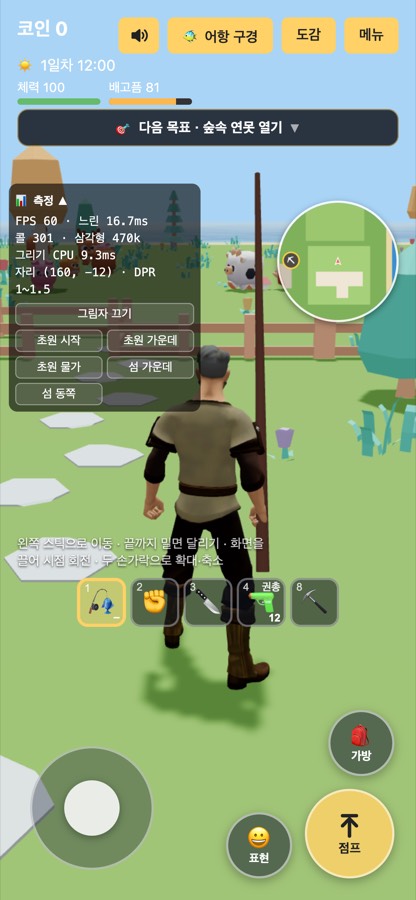 코인 0
어항 구경
도감
메뉴
1일차 12:00
체력 100 배고픔 81
다음 목표 · 숲속 연못 열기 ▼
측정 ▲
FPS 60 · 느린 16.7ms
콜 301 · 삼각형 470k
그리기 CPU 9.3ms
자리 (160, −12) · DPR
1~1.5
그림자 끄기
초원 시작 초원 가운데
초원 물가 섬 가운데
섬 동쪽
왼쪽 스틱으로 이동 · 끝까지 밀면 달리기 · 화면을
끌어 시점 회전 · 두 손가락으로 확대·축소
1 2 3 4 권총 8
– 12
가방
점프
표현